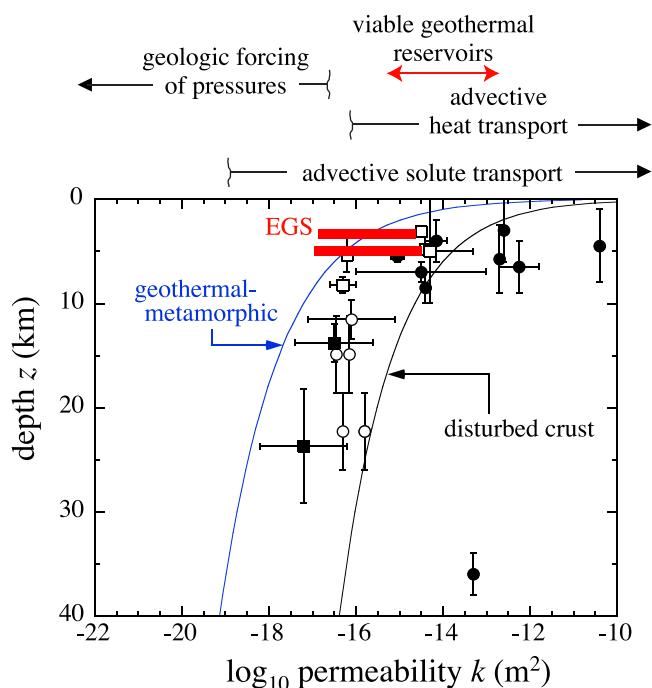 viable geothermal
reservoirs
geologic forcing
of pressures
advective
heat transport
advective solute transport
0
10
20
30
40
depth z (km)
EGS
geothermal-
metamorphic
disturbed crust
-22
-20
-18
-16
-14
-12
-10
log₁₀ permeability k (m²)